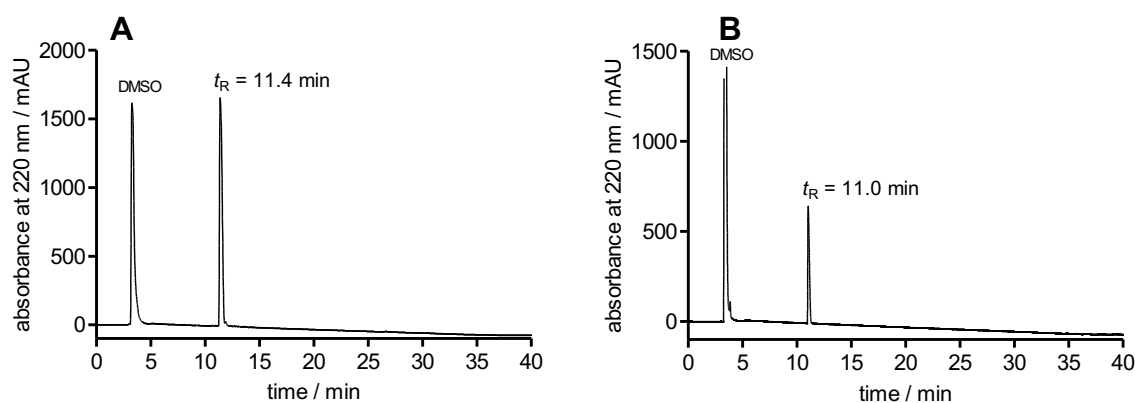 A
absorbance at 220 nm / mAU
2000
1500
1000
500
0
DMSO
tR = 11.4 min
0 5 10 15 20 25 30 35 40
time / min
B
absorbance at 220 nm / mAU
1500
1000
500
0
DMSO
tR = 11.0 min
0 5 10 15 20 25 30 35 40
time / min